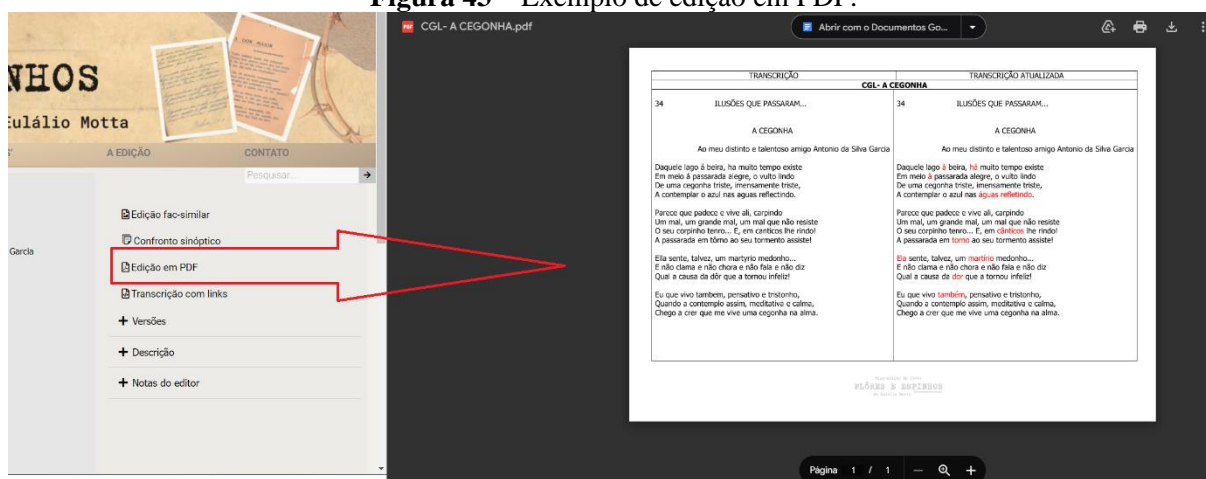 Figura 45 – Exemplo de edição em PDF.
NHOS
Eulálio Motta
A EDIÇÃO
CONTATO
Pesquisar...
Garcia
Edição fac-similar
Confronto sinóptico
Edição em PDF
Transcrição com links
+ Versões
+ Descrição
+ Notas do editor
CGL- A CEGONHA.pdf
Abrir com o Documentos Go...
TRANSCRIÇÃO
CGL- A CEGONHA
34 ILUSÕES QUE PASSARAM...
A CEGONHA
Ao meu distinto e talentoso amigo Antonio da Silva Garcia
Daquele lago á beira, ha muito tempo existe
Em meio á passarada alegre, o vulto lindo
De uma cegonha triste, imensamente triste,
A contemplar o azul nas aguas reflectindo.
Parece que padece e vive ali, carpindo
Um mal, um grande mal, um mal que não resiste
O seu corpinho tenro... E, em canticos lhe rindo!
A passarada em tôrno ao seu tormento assiste!
Ella sente, talvez, um martyrio medonho...
E não clama e não chora e não fala e não diz
Qual a causa da dôr que a tornou infeliz!
Eu que vivo tambem, pensativo e tristonho,
Quando a contemplo assim, meditativa e calma,
Chego a crer que me vive uma cegonha na alma.
TRANSCRIÇÃO ATUALIZADA
34 ILUSÕES QUE PASSARAM...
A CEGONHA
Ao meu distinto e talentoso amigo Antonio da Silva Garcia
Daquele lago à beira, há muito tempo existe
Em meio à passarada alegre, o vulto lindo
De uma cegonha triste, imensamente triste,
A contemplar o azul nas águas refletindo.
Parece que padece e vive ali, carpindo
Um mal, um grande mal, um mal que não resiste
O seu corpinho tenro... E, em cânticos lhe rindo!
A passarada em torno ao seu tormento assiste!
Ela sente, talvez, um martírio medonho...
E não clama e não chora e não fala e não diz
Qual a causa da dor que a tornou infeliz!
Eu que vivo também, pensativo e tristonho,
Quando a contemplo assim, meditativa e calma,
Chego a crer que me vive uma cegonha na alma.
FLÔRES E ESPINHOS
Página 1 / 1